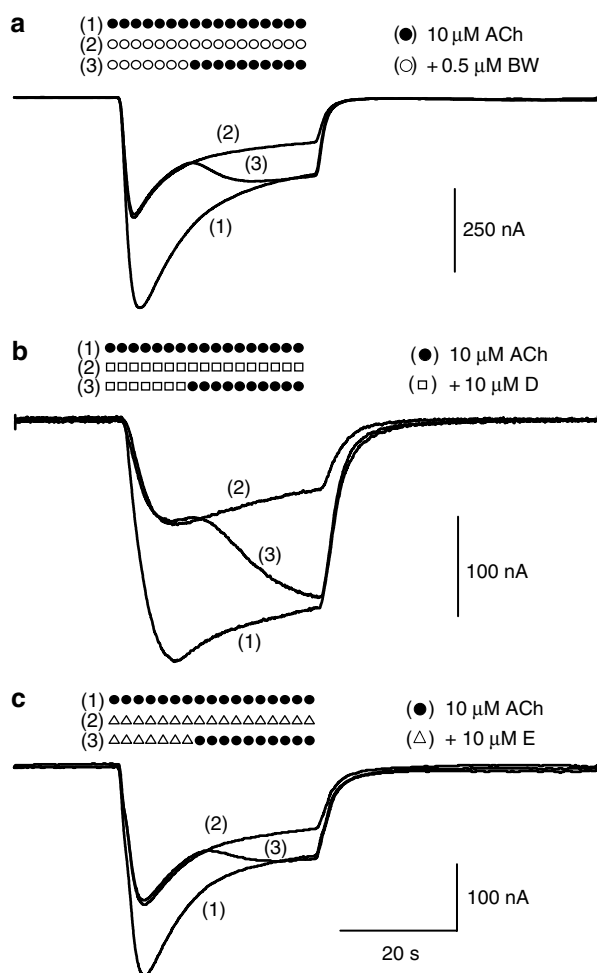 a
(1) ●●●●●●●●●●●●●●●●●
(2) ○○○○○○○○○○○○○○○○○
(3) ○○○○○○○●●●●●●●●●●
(●) 10 µM ACh
(○) + 0.5 µM BW
(2)
(3)
(1)
250 nA
b
(1) ●●●●●●●●●●●●●●●●●
(2) □□□□□□□□□□□□□□□□□
(3) □□□□□□□●●●●●●●●●●
(●) 10 µM ACh
(□) + 10 µM D
(2)
(3)
(1)
100 nA
c
(1) ●●●●●●●●●●●●●●●●●
(2) △△△△△△△△△△△△△△△△△
(3) △△△△△△△●●●●●●●●●●
(●) 10 µM ACh
(△) + 10 µM E
(2)
(3)
(1)
100 nA
20 s